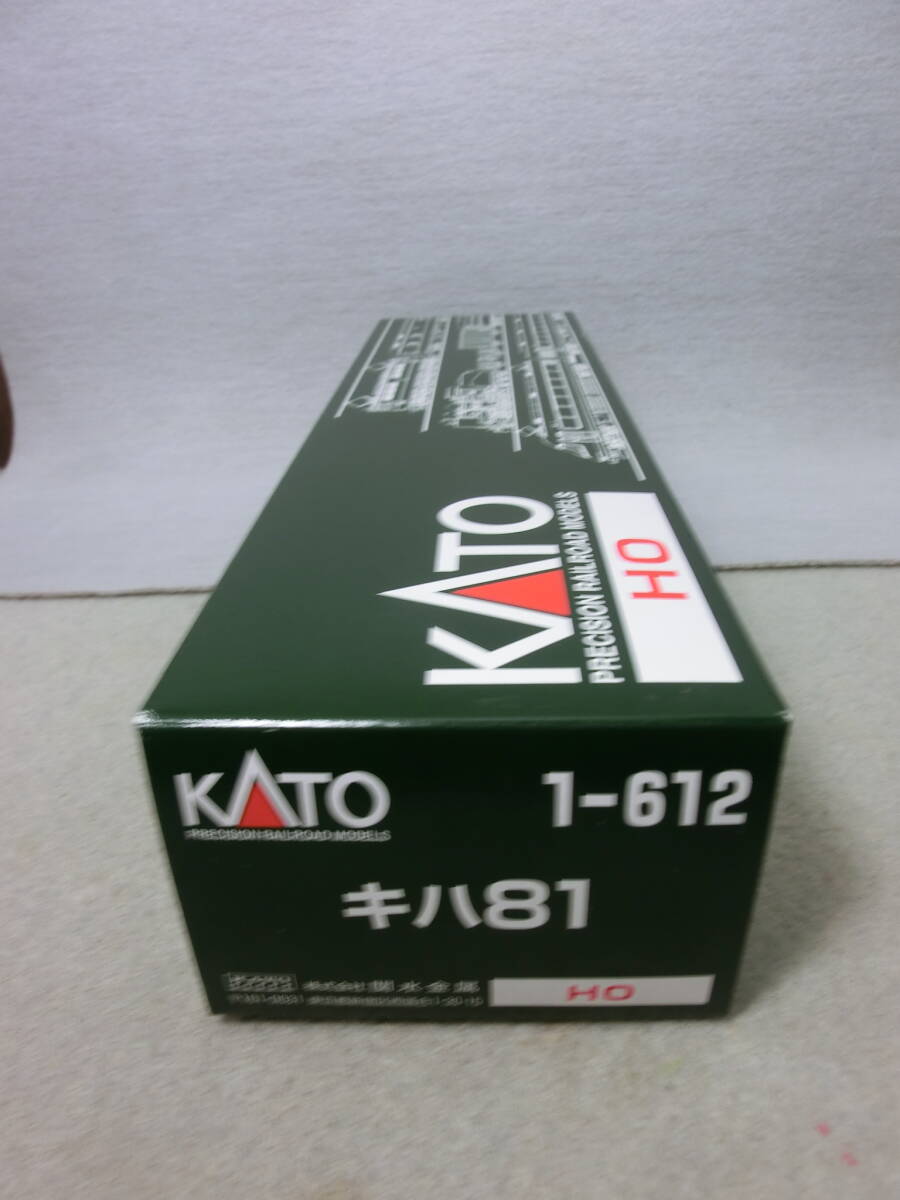 KATO
PRECISION RAILROAD MODELS
HO
KATO
PRECISION RAILROAD MODELS
1-612
キハ81
KATO
株式会社 関水金属
HO